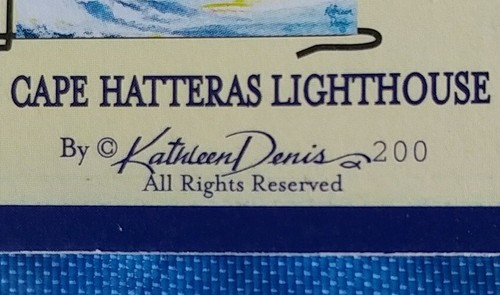 CAPE HATTERAS LIGHTHOUSE
By © Kathleen Denis 200
All Rights Reserved